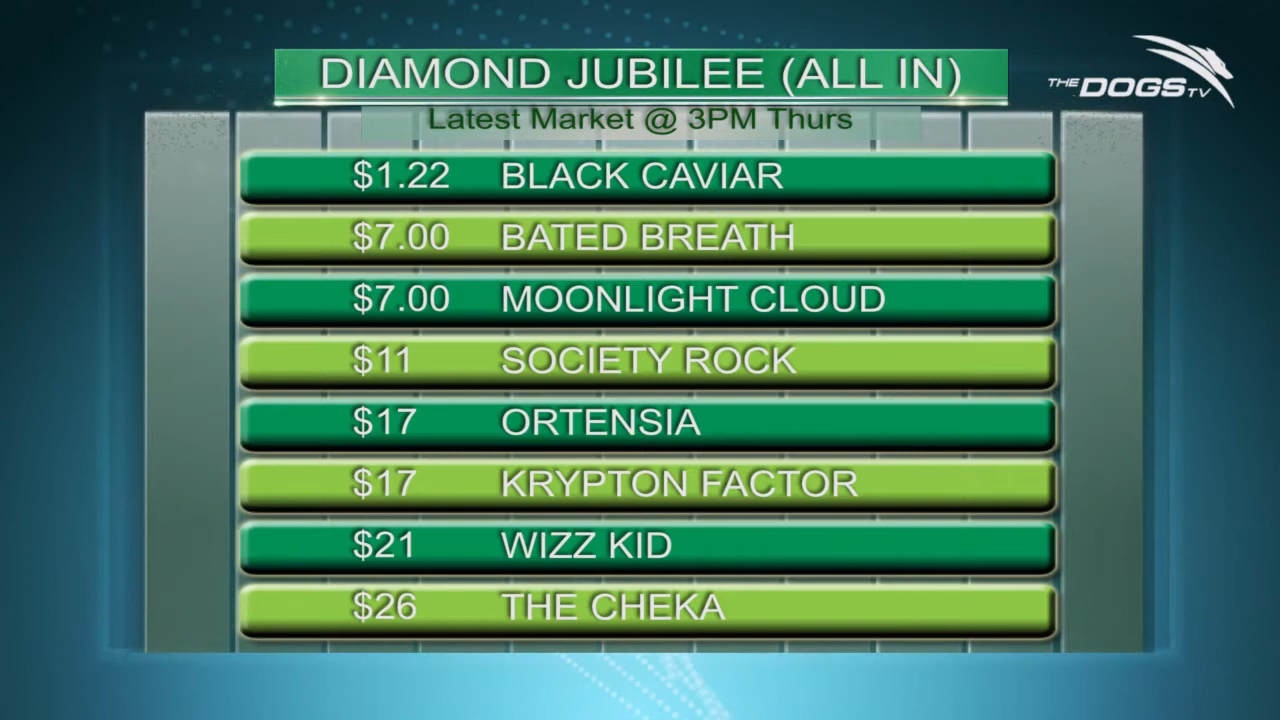 DIAMOND JUBILEE (ALL IN)
THE DOGS TV
Latest Market @ 3PM Thurs
$1.22 BLACK CAVIAR
$7.00 BATED BREATH
$7.00 MOONLIGHT CLOUD
$11 SOCIETY ROCK
$17 ORTENSIA
$17 KRYPTON FACTOR
$21 WIZZ KID
$26 THE CHEKA